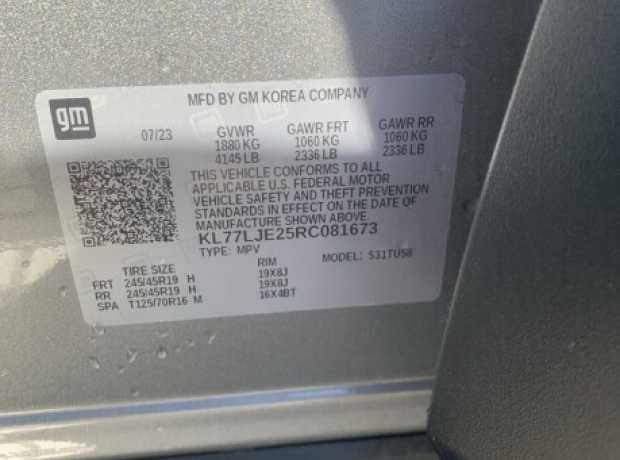 MFD BY GM KOREA COMPANY
gm
07/23 GVWR GAWR FRT GAWR RR
1880 KG 1060 KG 1060 KG
4145 LB 2336 LB 2336 LB
THIS VEHICLE CONFORMS TO ALL
APPLICABLE U.S. FEDERAL MOTOR
VEHICLE SAFETY AND THEFT PREVENTION
STANDARDS IN EFFECT ON THE DATE OF
MANUFACTURE SHOWN ABOVE.
KL77LJE25RC081673
TYPE: MPV MODEL: S31TU58
TIRE SIZE RIM
FRT 245/45R19 H 19X8J
RR 245/45R19 H 19X8J
SPA T125/70R16 M 16X4BT